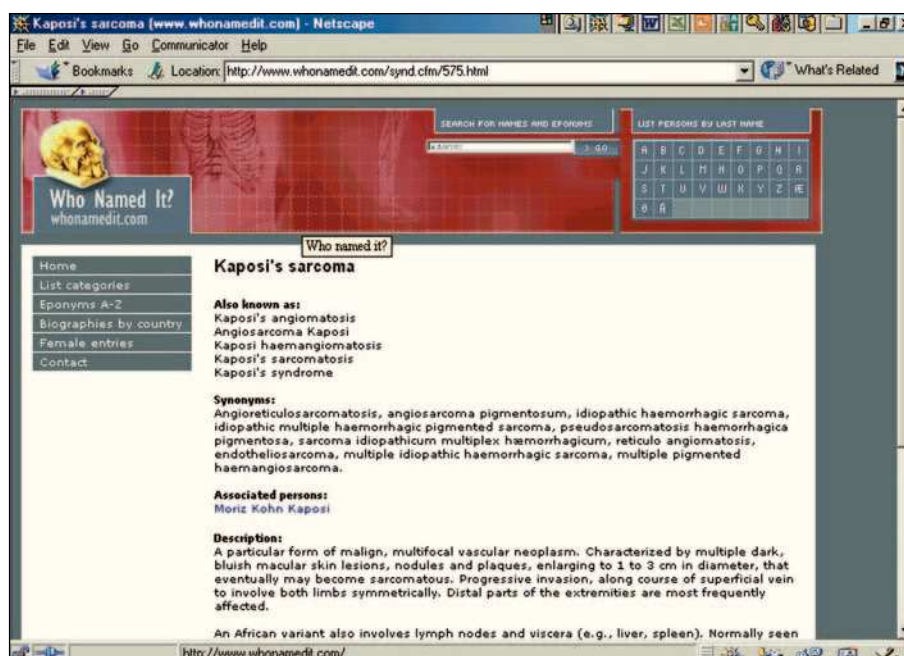 Kaposi's sarcoma (www.whonamedit.com) - Netscape
File Edit View Go Communicator Help
Bookmarks Location: http://www.whonamedit.com/synd.cfm/575.html What's Related
SEARCH FOR NAMES AND EPONYMS
GO
LIST PERSONS BY LAST NAME
A B C D E F G H I
J K L M N O P Q R
S T U V W X Y Z Æ
Ø Å
Who Named It?
whonamedit.com
Who named it?
Home
List categories
Eponyms A-Z
Biographies by country
Female entries
Contact
Kaposi's sarcoma
Also known as:
Kaposi's angiomatosis
Angiosarcoma Kaposi
Kaposi haemangiomatosis
Kaposi's sarcomatosis
Kaposi's syndrome
Synonyms:
Angioreticulosarcomatosis, angiosarcoma pigmentosum, idiopathic haemorrhagic sarcoma,
idiopathic multiple haemorrhagic pigmented sarcoma, pseudosarcomatosis haemorrhagica
pigmentosa, sarcoma idiopathicum multiplex hæmorrhagicum, reticulo angiomatosis,
endotheliosarcoma, multiple idiopathic haemorrhagic sarcoma, multiple pigmented
haemangiosarcoma.
Associated persons:
Moriz Kohn Kaposi
Description:
A particular form of malign, multifocal vascular neoplasm. Characterized by multiple dark,
bluish macular skin lesions, nodules and plaques, enlarging to 1 to 3 cm in diameter, that
eventually may become sarcomatous. Progressive invasion, along course of superficial vein
to involve both limbs symmetrically. Distal parts of the extremities are most frequently
affected.
An African variant also involves lymph nodes and viscera (e.g., liver, spleen). Normally seen
http://www.whonamedit.com/